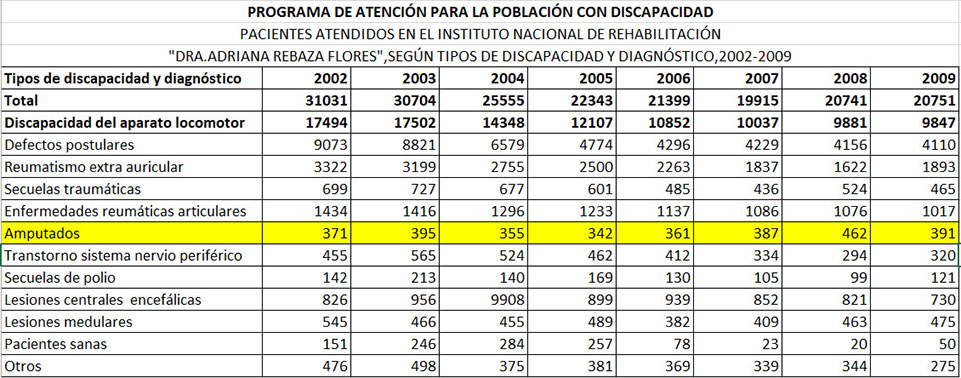 PROGRAMA DE ATENCIÓN PARA LA POBLACIÓN CON DISCAPACIDAD
PACIENTES ATENDIDOS EN EL INSTITUTO NACIONAL DE REHABILITACIÓN
"DRA.ADRIANA REBAZA FLORES",SEGÚN TIPOS DE DISCAPACIDAD Y DIAGNÓSTICO,2002-2009
Tipos de discapacidad y diagnóstico 2002 2003 2004 2005 2006 2007 2008 2009
Total 31031 30704 25555 22343 21399 19915 20741 20751
Discapacidad del aparato locomotor 17494 17502 14348 12107 10852 10037 9881 9847
Defectos postulares 9073 8821 6579 4774 4296 4229 4156 4110
Reumatismo extra auricular 3322 3199 2755 2500 2263 1837 1622 1893
Secuelas traumáticas 699 727 677 601 485 436 524 465
Enfermedades reumáticas articulares 1434 1416 1296 1233 1137 1086 1076 1017
Amputados 371 395 355 342 361 387 462 391
Transtorno sistema nervio periférico 455 565 524 462 412 334 294 320
Secuelas de polio 142 213 140 169 130 105 99 121
Lesiones centrales encefálicas 826 956 9908 899 939 852 821 730
Lesiones medulares 545 466 455 489 382 409 463 475
Pacientes sanas 151 246 284 257 78 23 20 50
Otros 476 498 375 381 369 339 344 275